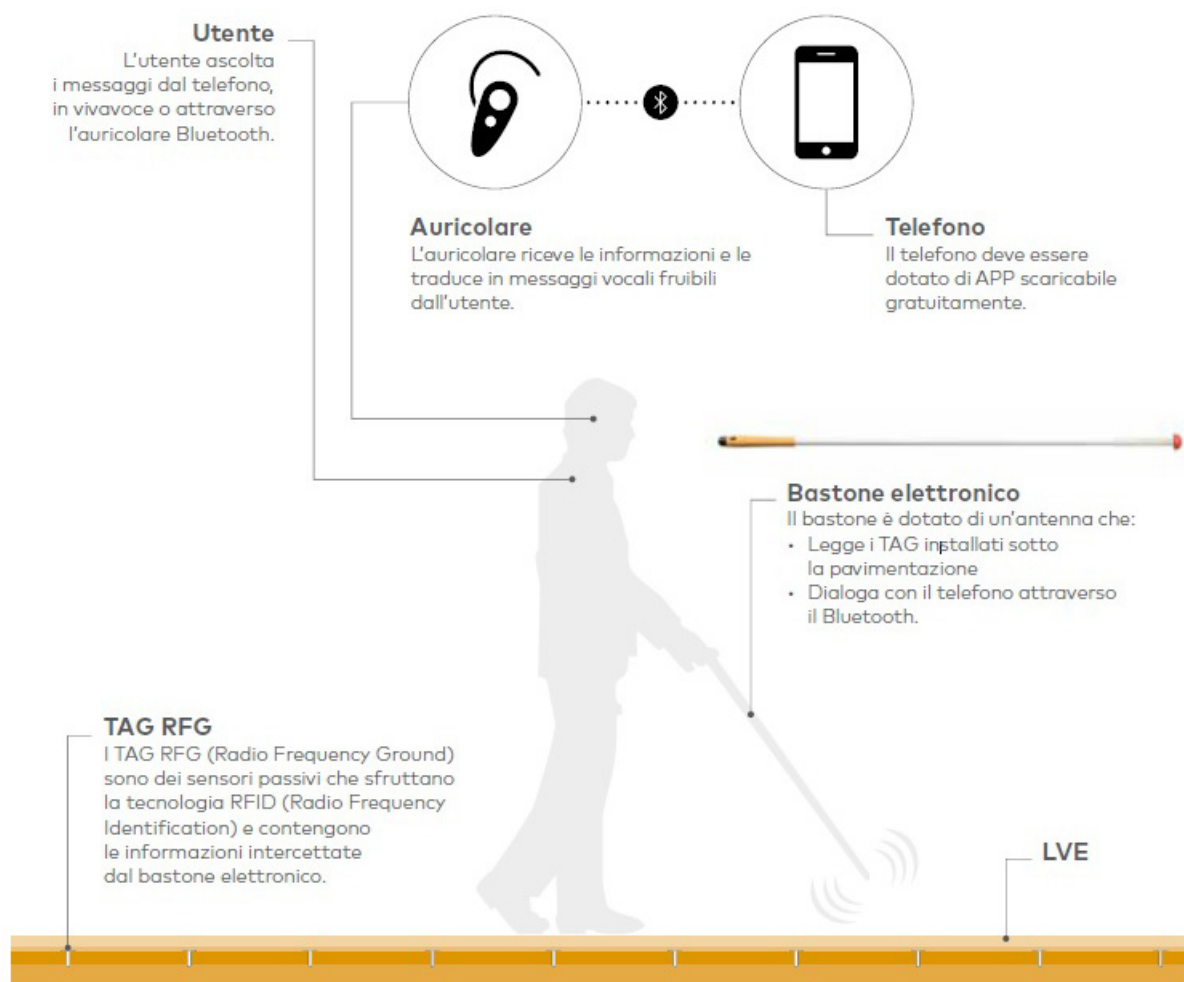 Utente
L'utente ascolta
i messaggi dal telefono,
in vivavoce o attraverso
l'auricolare Bluetooth.
Auricolare
L'auricolare riceve le informazioni e le
traduce in messaggi vocali fruibili
dall'utente.
Telefono
Il telefono deve essere
dotato di APP scaricabile
gratuitamente.
Bastone elettronico
Il bastone è dotato di un'antenna che:
• Legge i TAG installati sotto
la pavimentazione
• Dialoga con il telefono attraverso
il Bluetooth.
TAG RFG
I TAG RFG (Radio Frequency Ground)
sono dei sensori passivi che sfruttano
la tecnologia RFID (Radio Frequency
Identification) e contengono
le informazioni intercettate
dal bastone elettronico.
LVE